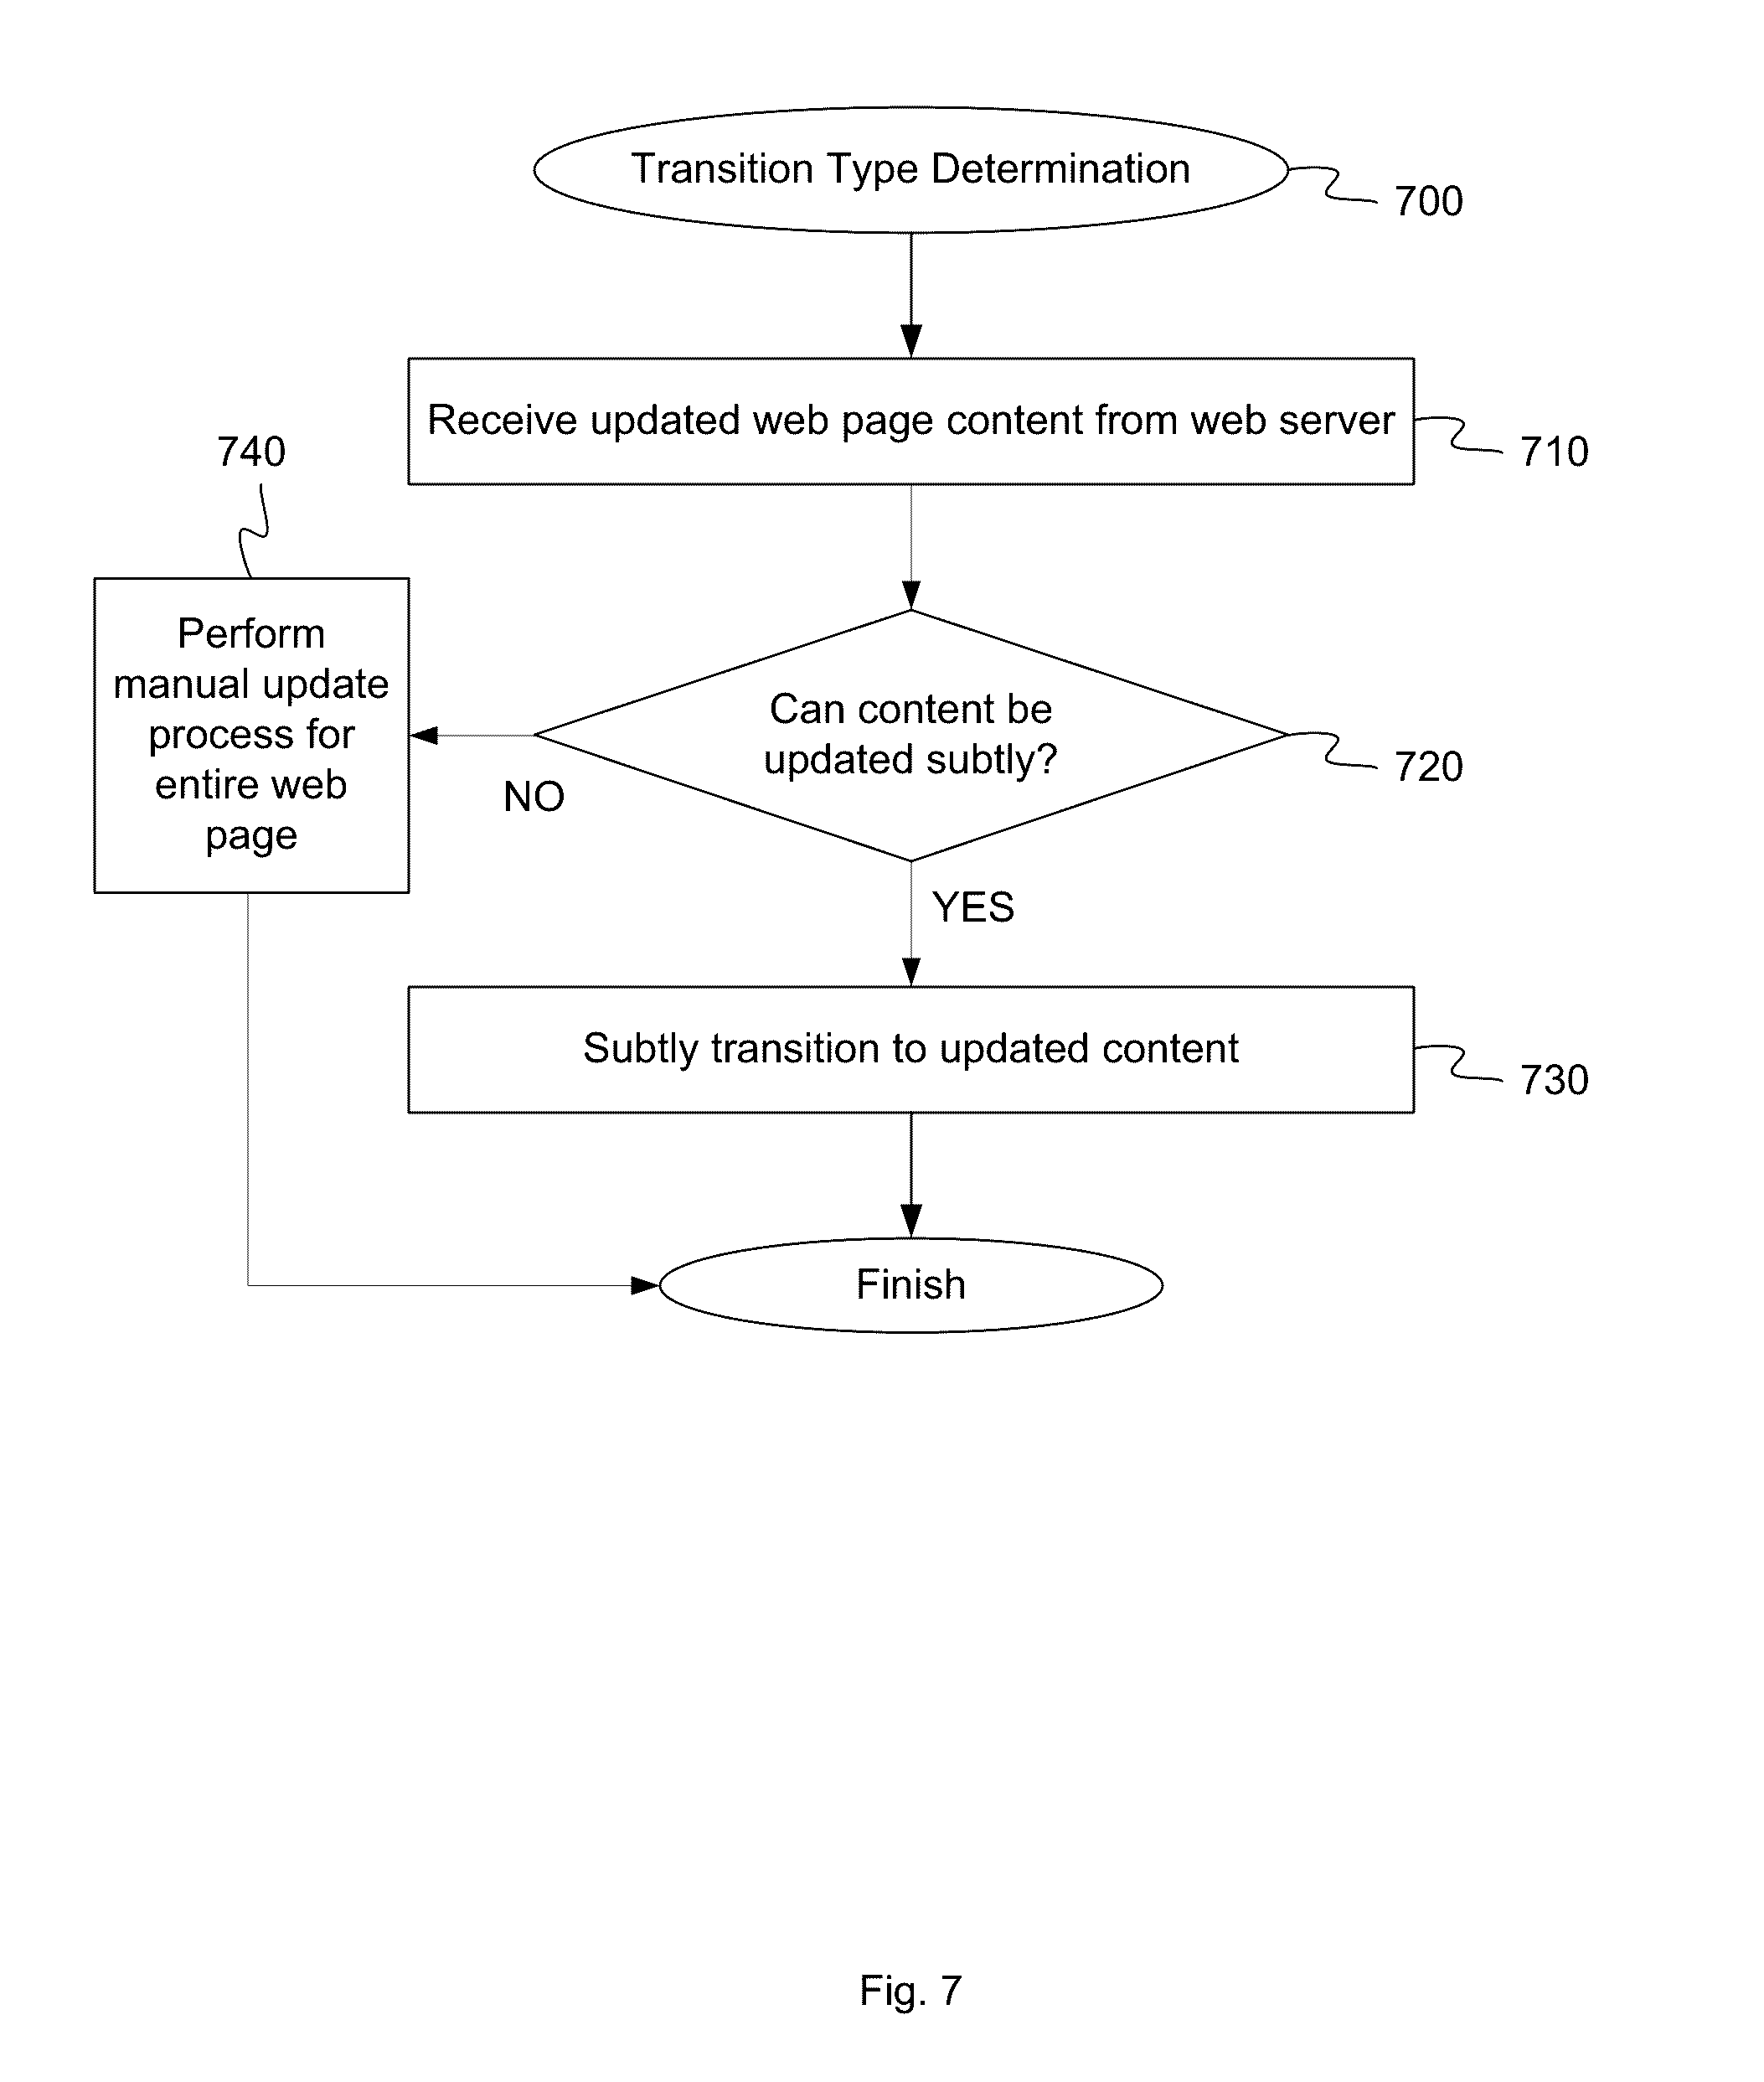 Transition Type Determination
700
Receive updated web page content from web server
710
740
Perform
manual update
process for
entire web
page
Can content be
updated subtly?
720
NO
YES
Subtly transition to updated content
730
Finish
Fig. 7